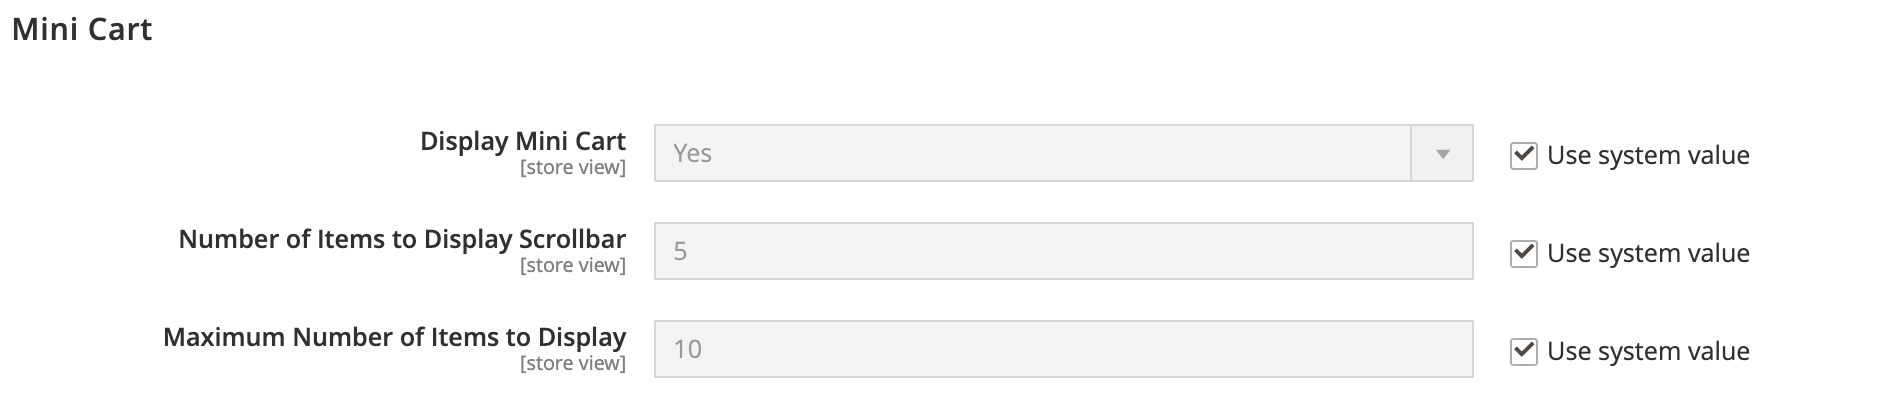 Mini Cart
Display Mini Cart
[store view]
Yes
Use system value
Number of Items to Display Scrollbar
[store view]
5
Use system value
Maximum Number of Items to Display
[store view]
10
Use system value